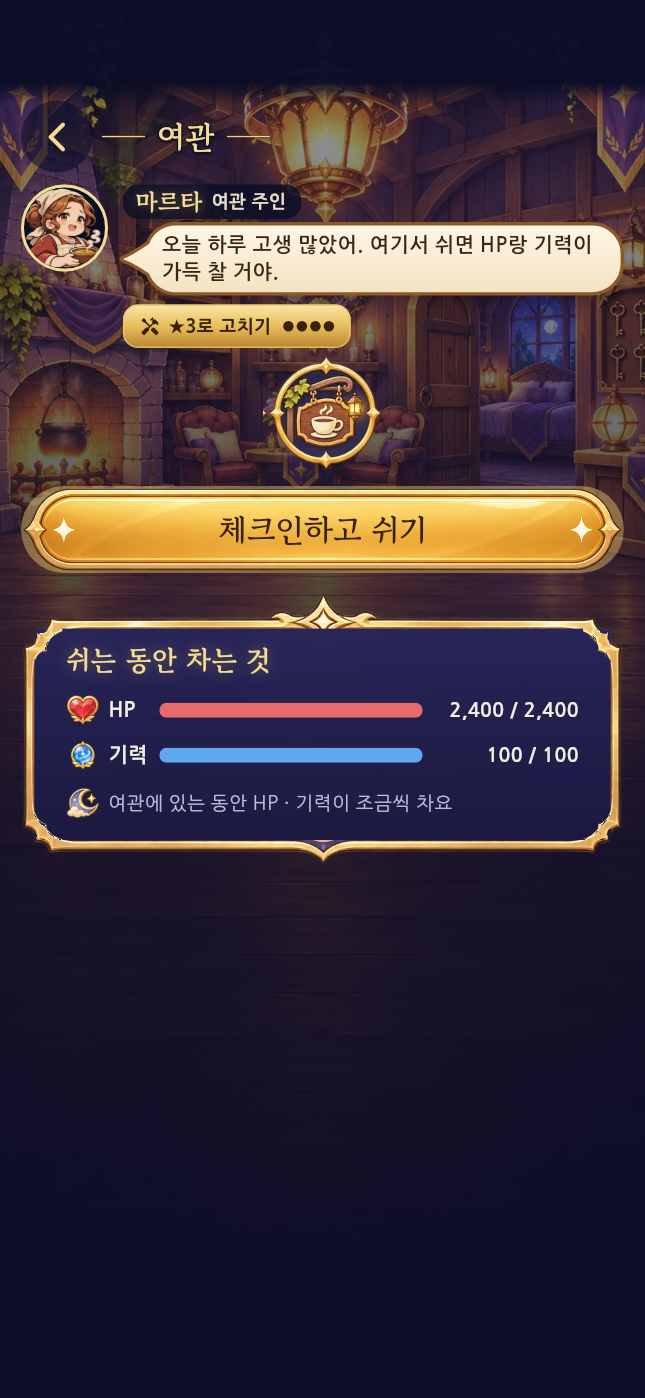 여관
마르타 여관 주인
오늘 하루 고생 많았어. 여기서 쉬면 HP랑 기력이
가득 찰 거야.
★3로 고치기 ●●●●
체크인하고 쉬기
쉬는 동안 차는 것
HP 2,400 / 2,400
기력 100 / 100
여관에 있는 동안 HP · 기력이 조금씩 차요